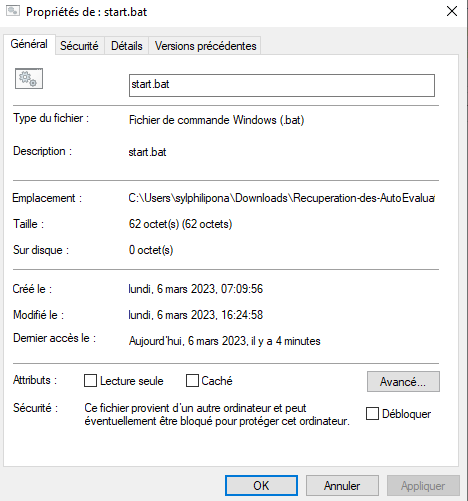 Propriétés de : start.bat
Général Sécurité Détails Versions précédentes
start.bat
Type du fichier : Fichier de commande Windows (.bat)
Description : start.bat
Emplacement : C:\Users\sylphilipona\Downloads\Recuperation-des-AutoEvalua
Taille : 62 octet(s) (62 octets)
Sur disque : 0 octet(s)
Créé le : lundi, 6 mars 2023, 07:09:56
Modifié le : lundi, 6 mars 2023, 16:24:58
Dernier accès le : Aujourd'hui, 6 mars 2023, il y a 4 minutes
Attributs : Lecture seule Caché Avancé...
Sécurité : Ce fichier provient d'un autre ordinateur et peut
éventuellement être bloqué pour protéger cet ordinateur. Débloquer
OK Annuler Appliquer